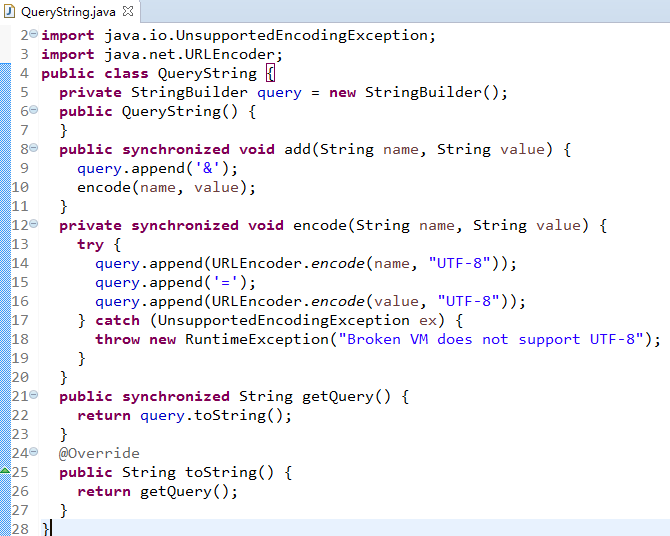 QueryString.java
2 import java.io.UnsupportedEncodingException;
3 import java.net.URLEncoder;
4 public class QueryString {
5   private StringBuilder query = new StringBuilder();
6   public QueryString() {
7   }
8   public synchronized void add(String name, String value) {
9     query.append('&');
10     encode(name, value);
11   }
12   private synchronized void encode(String name, String value) {
13     try {
14       query.append(URLEncoder.encode(name, "UTF-8"));
15       query.append('=');
16       query.append(URLEncoder.encode(value, "UTF-8"));
17     } catch (UnsupportedEncodingException ex) {
18       throw new RuntimeException("Broken VM does not support UTF-8");
19     }
20   }
21   public synchronized String getQuery() {
22     return query.toString();
23   }
24   @Override
25   public String toString() {
26     return getQuery();
27   }
28 }